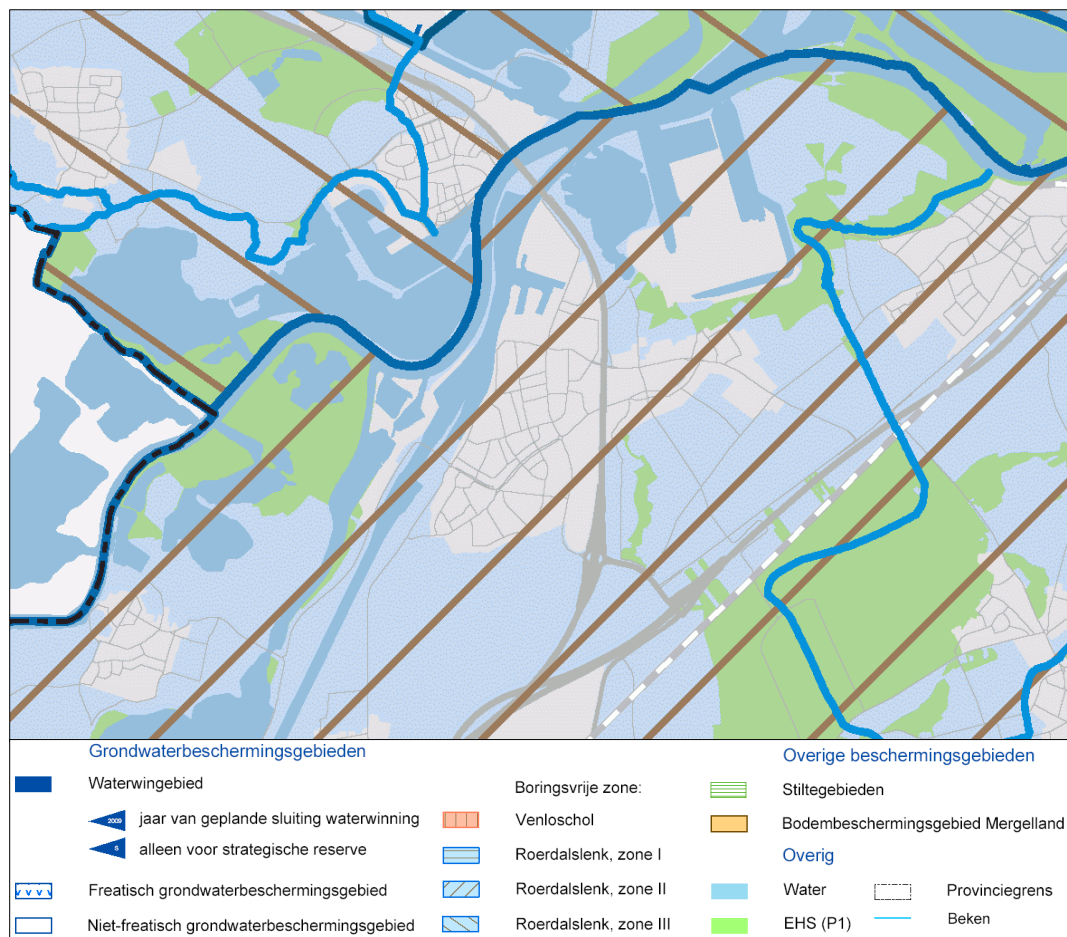 Grondwaterbeschermingsgebieden
Waterwingebied
2009
jaar van geplande sluiting waterwinning
S
alleen voor strategische reserve
Freatisch grondwaterbeschermingsgebied
Niet-freatisch grondwaterbeschermingsgebied
Boringsvrije zone:
Venloschol
Roerdalslenk, zone I
Roerdalslenk, zone II
Roerdalslenk, zone III
Overige beschermingsgebieden
Stiltegebieden
Bodembeschermingsgebied Mergelland
Overig
Water
EHS (P1)
Provinciegrens
Beken